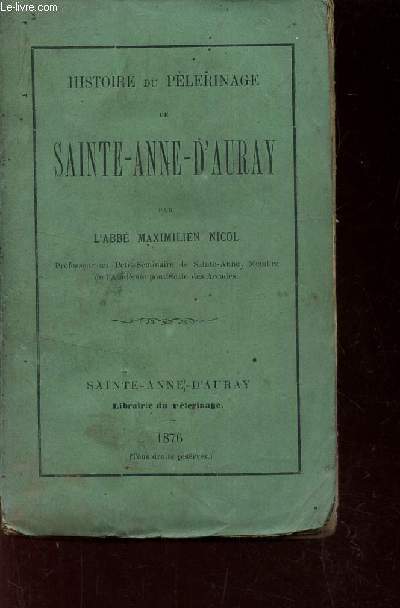 www.le-livre.com
HISTOIRE DU PÈLERINAGE
DE
SAINTE-ANNE-D'AURAY
PAR
L'ABBÉ MAXIMILIEN NICOL
Professeur au Petit-Séminaire de Sainte-Anne, Membre
de l'Académie pontificale des Arcades.
SAINTE-ANNE-D'AURAY
Librairie du Pèlerinage.
1876
(Tous droits réservés.)